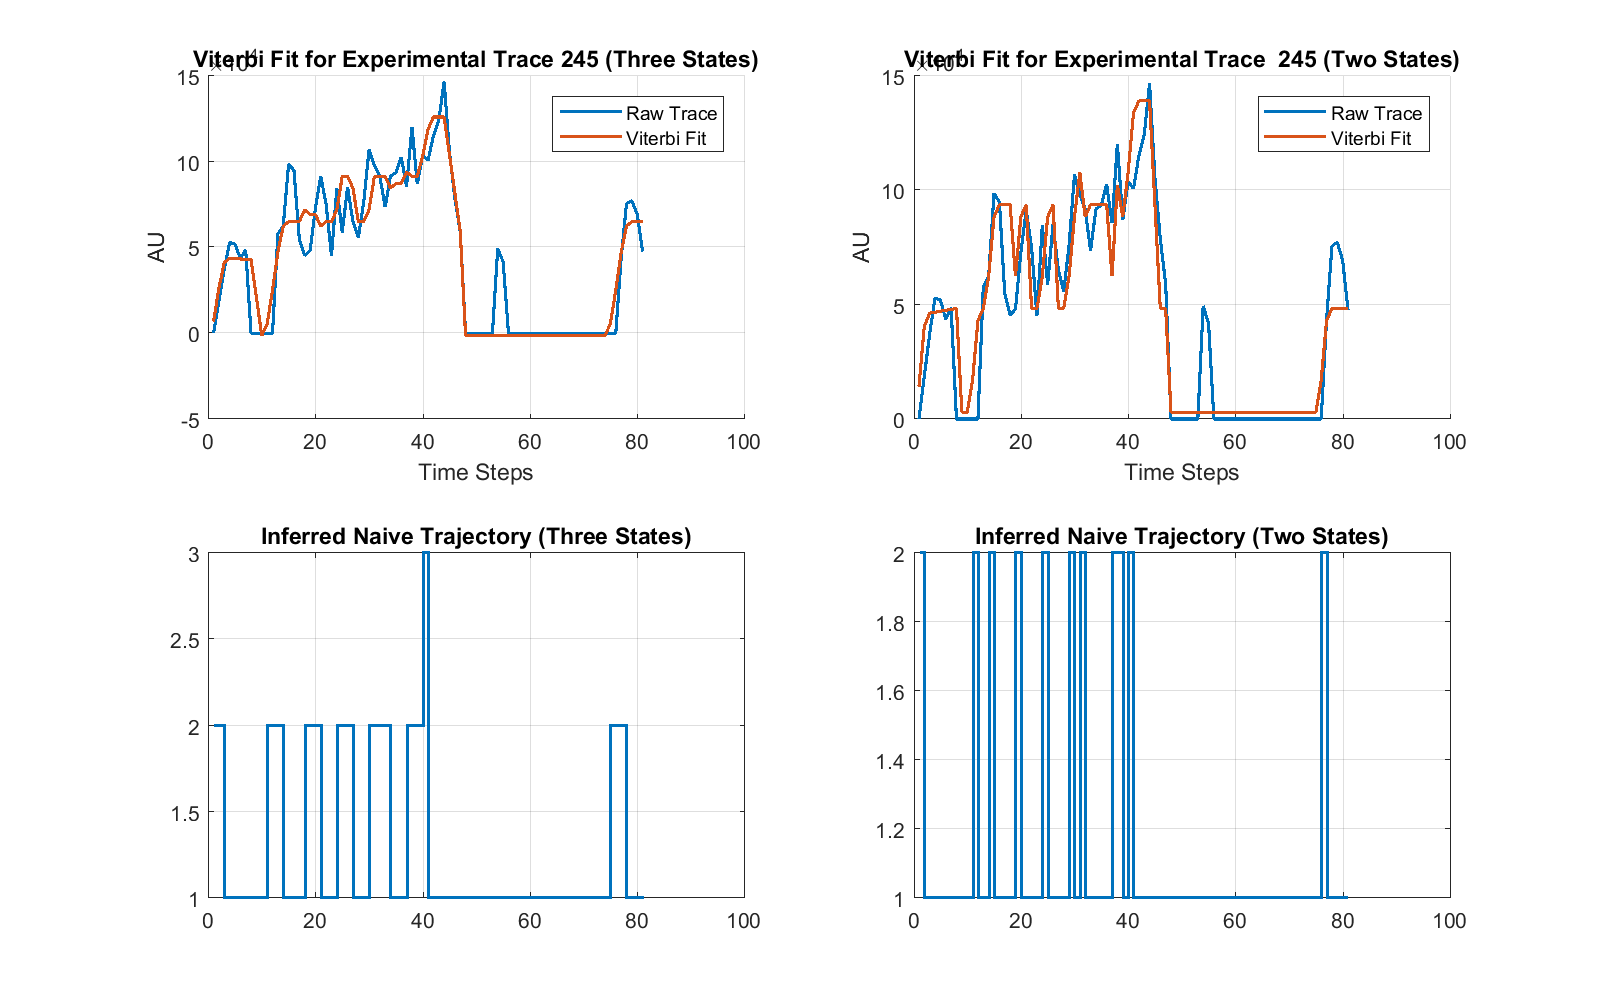 Viterbi Fit for Experimental Trace 245 (Three States)
15
10
5
0
-5
AU
Raw Trace
Viterbi Fit
0 20 40 60 80 100
Time Steps
Viterbi Fit for Experimental Trace  245 (Two States)
15
10
5
0
AU
Raw Trace
Viterbi Fit
0 20 40 60 80 100
Time Steps
Inferred Naive Trajectory (Three States)
3
2.5
2
1.5
1
0 20 40 60 80 100
Inferred Naive Trajectory (Two States)
2
1.8
1.6
1.4
1.2
1
0 20 40 60 80 100